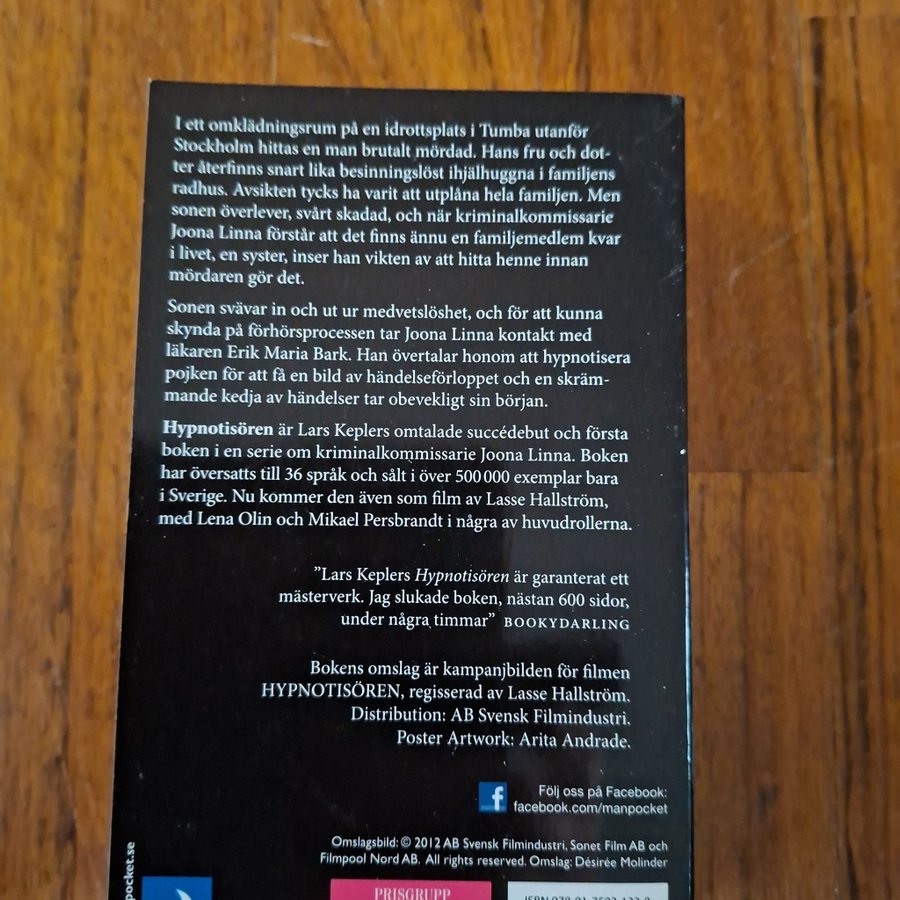 I ett omklädningsrum på en idrottsplats i Tumba utanför
Stockholm hittas en man brutalt mördad. Hans fru och dot-
ter återfinns snart lika besinningslöst ihjälhuggna i familjens
radhus. Avsikten tycks ha varit att utplåna hela familjen. Men
sonen överlever, svårt skadad, och när kriminalkommissarie
Joona Linna förstår att det finns ännu en familjemedlem kvar
i livet, en syster, inser han vikten av att hitta henne innan
mördaren gör det.
Sonen svävar in och ut ur medvetslöshet, och för att kunna
skynda på förhörsprocessen tar Joona Linna kontakt med
läkaren Erik Maria Bark. Han övertalar honom att hypnotisera
pojken för att få en bild av händelseförloppet och en skräm-
mande kedja av händelser tar obevekligt sin början.
Hypnotisören är Lars Keplers omtalade succédebut och första
boken i en serie om kriminalkommissarie Joona Linna. Boken
har översatts till 36 språk och sålt i över 500 000 exemplar bara
i Sverige. Nu kommer den även som film av Lasse Hallström,
med Lena Olin och Mikael Persbrandt i några av huvudrollerna.
”Lars Keplers Hypnotisören är garanterat ett
mästerverk. Jag slukade boken, nästan 600 sidor,
under några timmar” BOOKYDARLING
Bokens omslag är kampanjbilden för filmen
HYPNOTISÖREN, regisserad av Lasse Hallström.
Distribution: AB Svensk Filmindustri.
Poster Artwork: Arita Andrade.
Följ oss på Facebook:
facebook.com/manpocket
Omslagsbild: © 2012 AB Svensk Filmindustri, Sonet Film AB och
Filmpool Nord AB. All rights reserved. Omslag: Désirée Molinder
pocket.se
PRISGRUPP